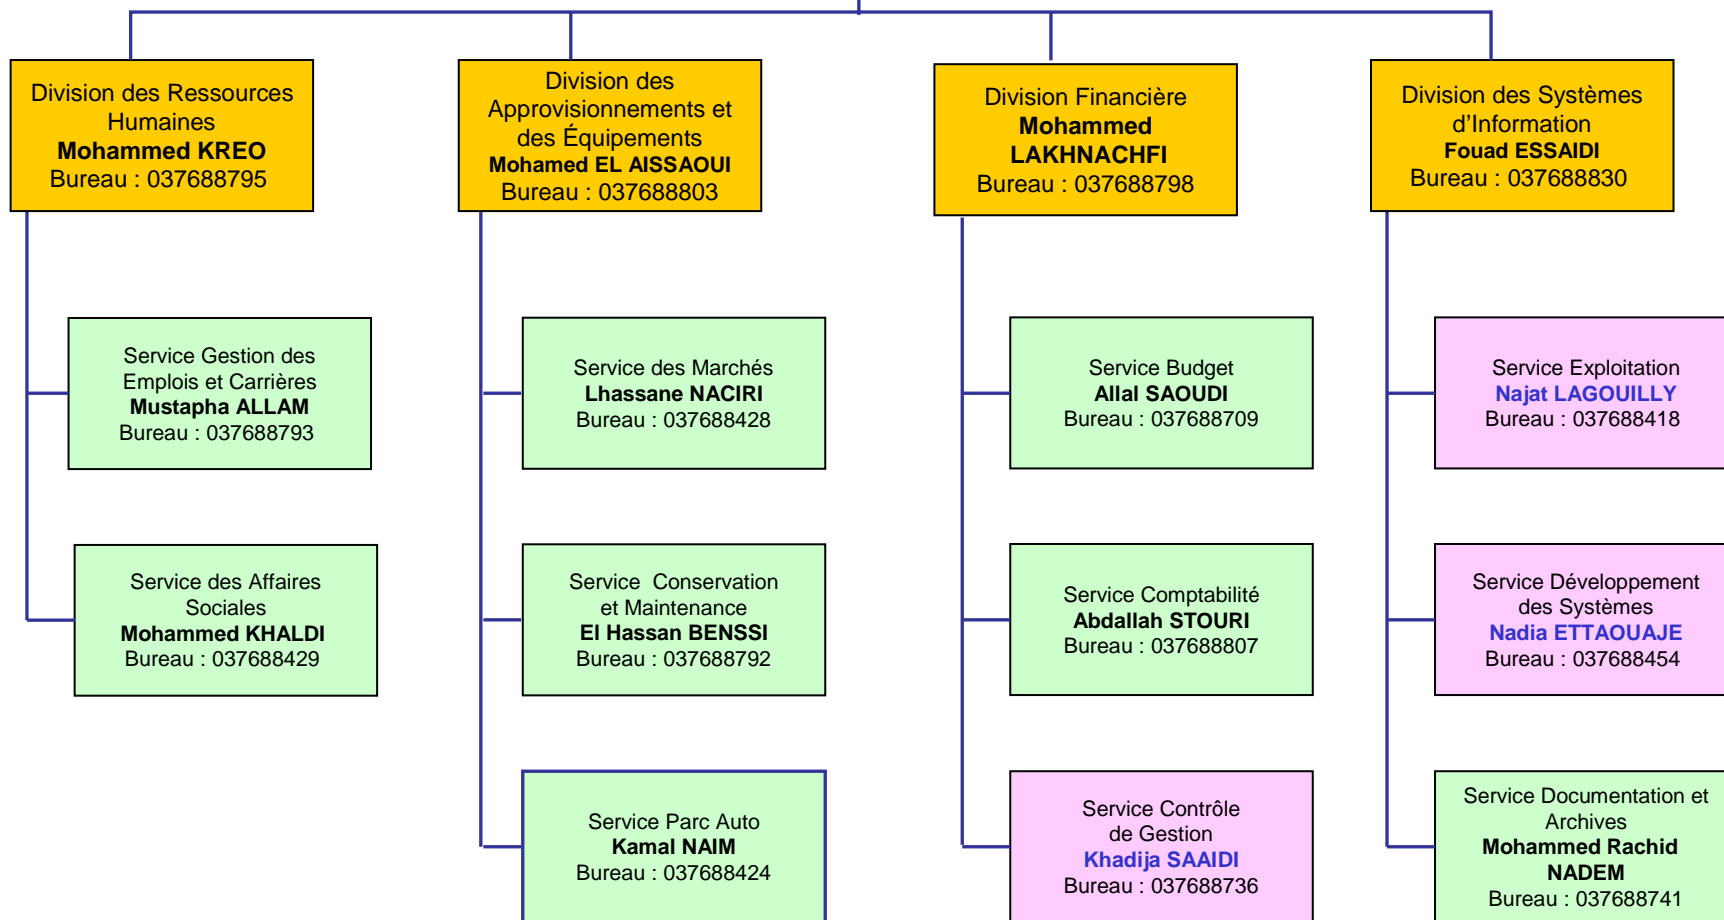 Division des Ressources
Humaines
Mohammed KREO
Bureau : 037688795
Division des
Approvisionnements et
des Équipements
Mohamed EL AISSAOUI
Bureau : 037688803
Division Financière
Mohammed
LAKHNACHFI
Bureau : 037688798
Division des Systèmes
d’Information
Fouad ESSAIDI
Bureau : 037688830
Service Gestion des
Emplois et Carrières
Mustapha ALLAM
Bureau : 037688793
Service des Marchés
Lhassane NACIRI
Bureau : 037688428
Service Budget
Allal SAOUDI
Bureau : 037688709
Service Exploitation
Najat LAGOUILLY
Bureau : 037688418
Service des Affaires
Sociales
Mohammed KHALDI
Bureau : 037688429
Service Conservation
et Maintenance
El Hassan BENSSI
Bureau : 037688792
Service Comptabilité
Abdallah STOURI
Bureau : 037688807
Service Développement
des Systèmes
Nadia ETTAOUAJE
Bureau : 037688454
Service Parc Auto
Kamal NAIM
Bureau : 037688424
Service Contrôle
de Gestion
Khadija SAAIDI
Bureau : 037688736
Service Documentation et
Archives
Mohammed Rachid
NADEM
Bureau : 037688741